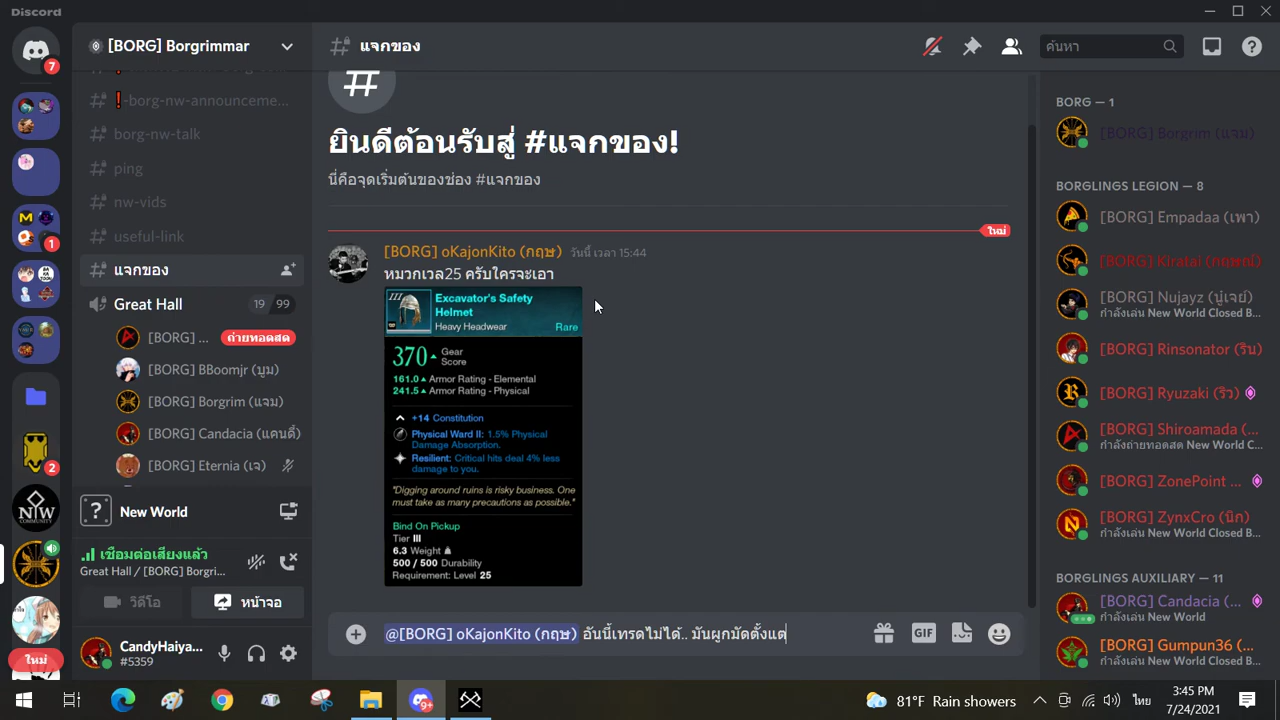 Discord
[BORG] Borgrimmar
-borg-nw-announceme...
borg-nw-talk
ping
nw-vids
useful-link
แจกของ
Great Hall 19 99
[BORG] ... ถ่ายทอดสด
[BORG] BBoomjr (บูม)
[BORG] Borgrim (แจม)
[BORG] Candacia (แคนดี้)
[BORG] Eternia (เจ)
? New World
เชื่อมต่อเสียงแล้ว
Great Hall / [BORG] Borgri...
วิดีโอ
หน้าจอ
CandyHaiya...
#5359
7
1
2
NW
COMMUNITY
ใหม่
# แจกของ
ค้นหา
#
ยินดีต้อนรับสู่ #แจกของ!
นี่คือจุดเริ่มต้นของช่อง #แจกของ
ใหม่
[BORG] oKajonKito (กฤษ) วันนี้ เวลา 15:44
หมวกเวล25 ครับใครจะเอา
III
Excavator's Safety
Helmet
Heavy Headwear Rare
370 Gear
Score
161.0 Armor Rating - Elemental
241.5 Armor Rating - Physical
+14 Constitution
Physical Ward II: 1.5% Physical
Damage Absorption.
Resilient: Critical hits deal 4% less
damage to you.
"Digging around ruins is risky business. One
must take as many precautions as possible."
Bind On Pickup
Tier III
6.3 Weight
500 / 500 Durability
Requirement: Level 25
@[BORG] oKajonKito (กฤษ) อันนี้เทรดไม่ได้.. มันผูกมัดตั้งแต่
GIF
BORG — 1
[BORG] Borgrim (แจม)
BORGLINGS LEGION — 8
[BORG] Empadaa (เพา)
[BORG] Kiratai (กฤษณ์)
[BORG] Nujayz (นู๋เจย์)
กำลังเล่น New World Closed B...
[BORG] Rinsonator (ริน)
[BORG] Ryuzaki (ริว)
[BORG] Shiroamada (...
กำลังถ่ายทอดสด New World C...
[BORG] ZonePoint ...
[BORG] ZynxCro (นิก)
กำลังเล่น New World Closed B...
BORGLINGS AUXILIARY — 11
[BORG] Candacia (...
กำลังเล่น New World
[BORG] Gumpun36 (...
กำลังเล่น New World Closed B...
9+
81°F Rain showers
ไทย
3:45 PM
7/24/2021